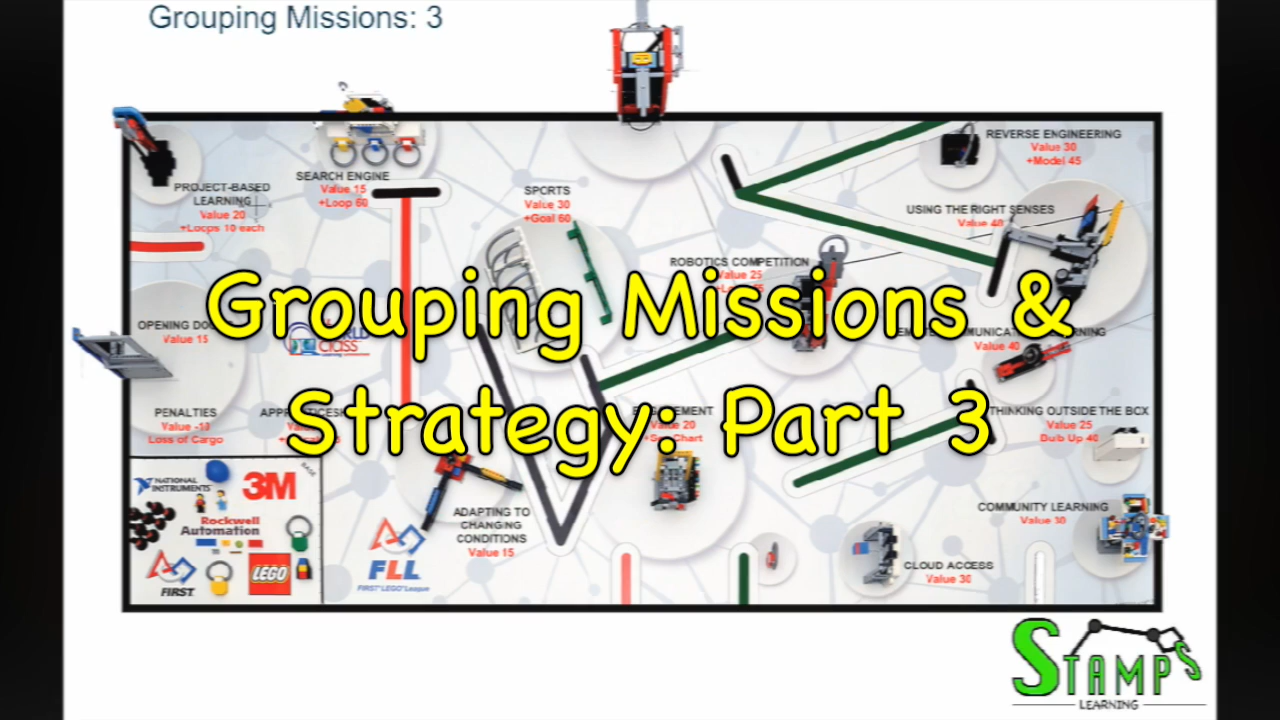 Grouping Missions: 3
REVERSE ENGINEERING
Value 30
+Model 45
SEARCH ENGINE
Value 15
+Loop 60
PROJECT-BASED
LEARNING
Value 20
+Loops 10 each
SPORTS
Value 30
+Goal 60
USING THE RIGHT SENSES
Value 40
ROBOTICS COMPETITION
Value 25
Grouping Missions &
OPENING
Value 15
CLASS
Value 40
Strategy: Part 3
PENALTIES
Value -10
Loss of Cargo
Value 20
THINKING OUTSIDE THE BOX
Value 25
Bulb Up 40
BASE
NATIONAL
INSTRUMENTS
3M
Rockwell
Automation
FIRST
LEGO
ADAPTING TO
CHANGING
CONDITIONS
Value 15
FLL
FIRST LEGO League
COMMUNITY LEARNING
Value 30
CLOUD ACCESS
Value 30
STAMPS
LEARNING